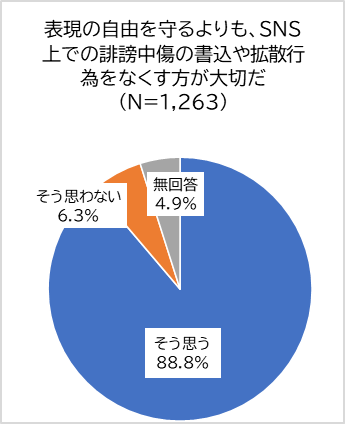 表現の自由を守るよりも、SNS
上での誹謗中傷の書込や拡散行
為をなくす方が大切だ
（N=1,263）
無回答
4.9%
そう思わない
6.3%
そう思う
88.8%